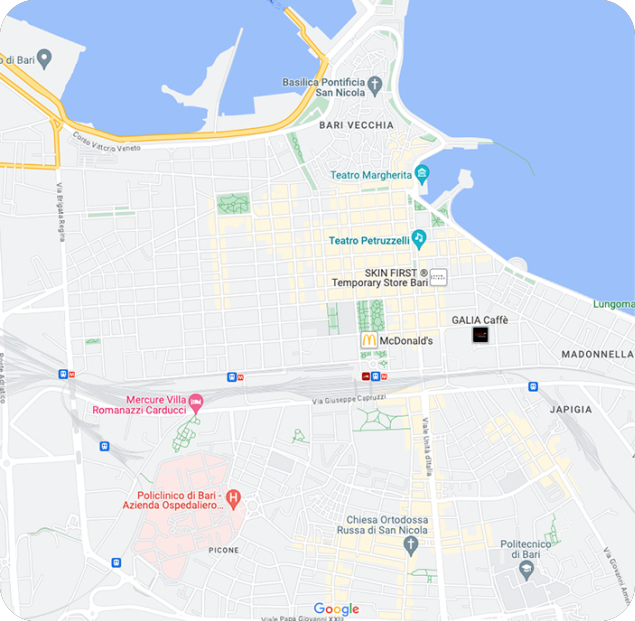 o di Bari
Basilica Pontificia
San Nicola
BARI VECCHIA
Corso Vittorio Veneto
Teatro Margherita
Via Brigata Regina
Teatro Petruzzelli
SKIN FIRST ®
Temporary Store Bari
Lungoma
GALIA Caffè
McDonald's
MADONNELLA
Mercure Villa
Romanazzi Carducci
Via Giuseppe Capruzzi
JAPIGIA
Viale Unità d'Italia
Policlinico di Bari -
Azienda Ospedaliero...
H
Chiesa Ortodossa
Russa di San Nicola
PICONE
Politecnico
di Bari
Google
Viale Papa Giovanni XXIII